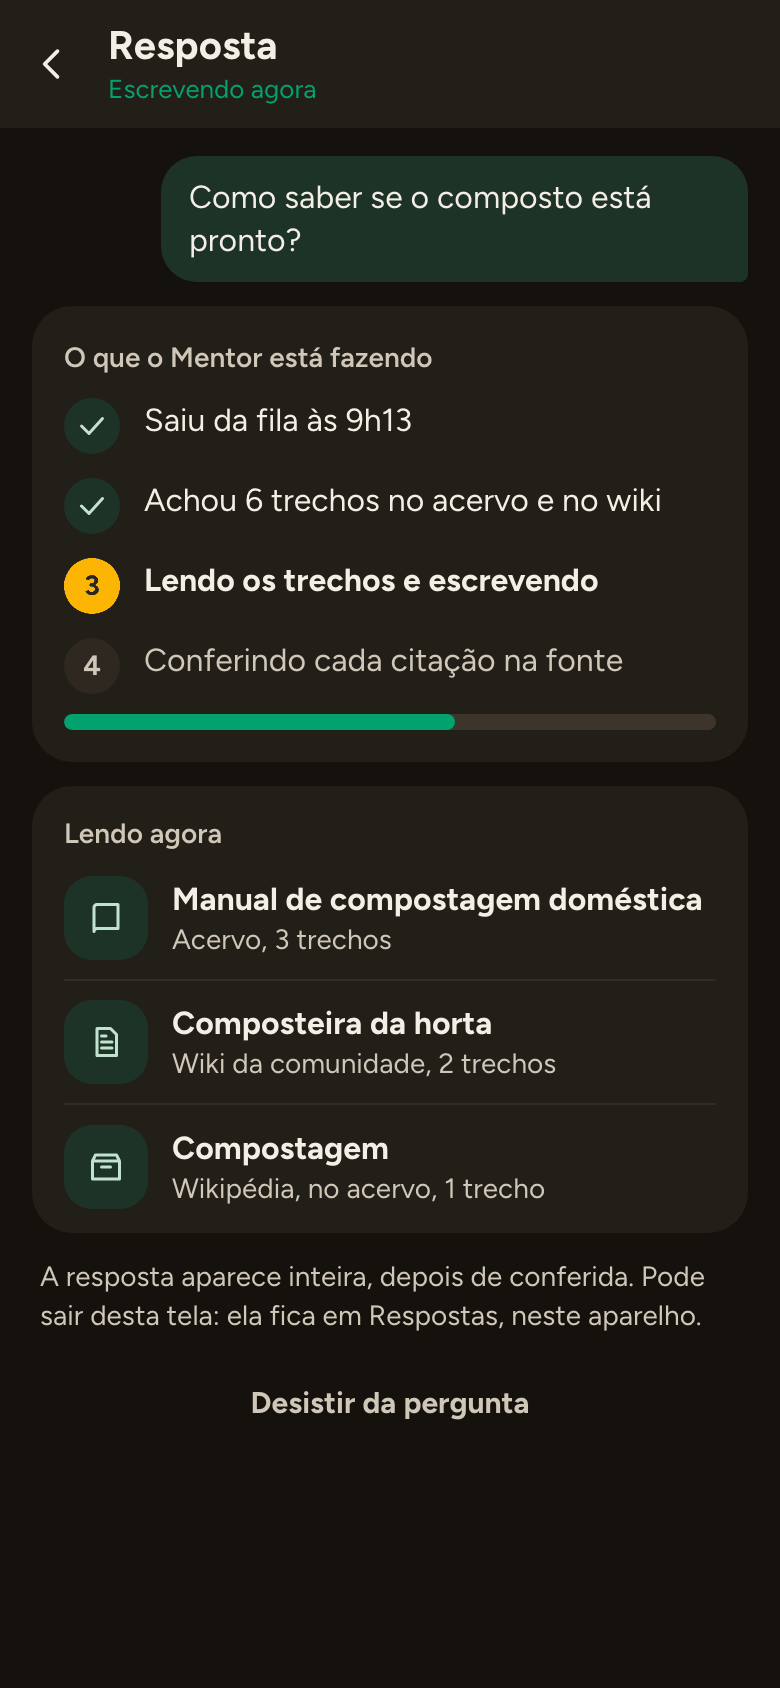 Resposta
Escrevendo agora
Como saber se o composto está
pronto?
O que o Mentor está fazendo
Saiu da fila às 9h13
Achou 6 trechos no acervo e no wiki
3 Lendo os trechos e escrevendo
4 Conferindo cada citação na fonte
Lendo agora
Manual de compostagem doméstica
Acervo, 3 trechos
Composteira da horta
Wiki da comunidade, 2 trechos
Compostagem
Wikipédia, no acervo, 1 trecho
A resposta aparece inteira, depois de conferida. Pode
sair desta tela: ela fica em Respostas, neste aparelho.
Desistir da pergunta